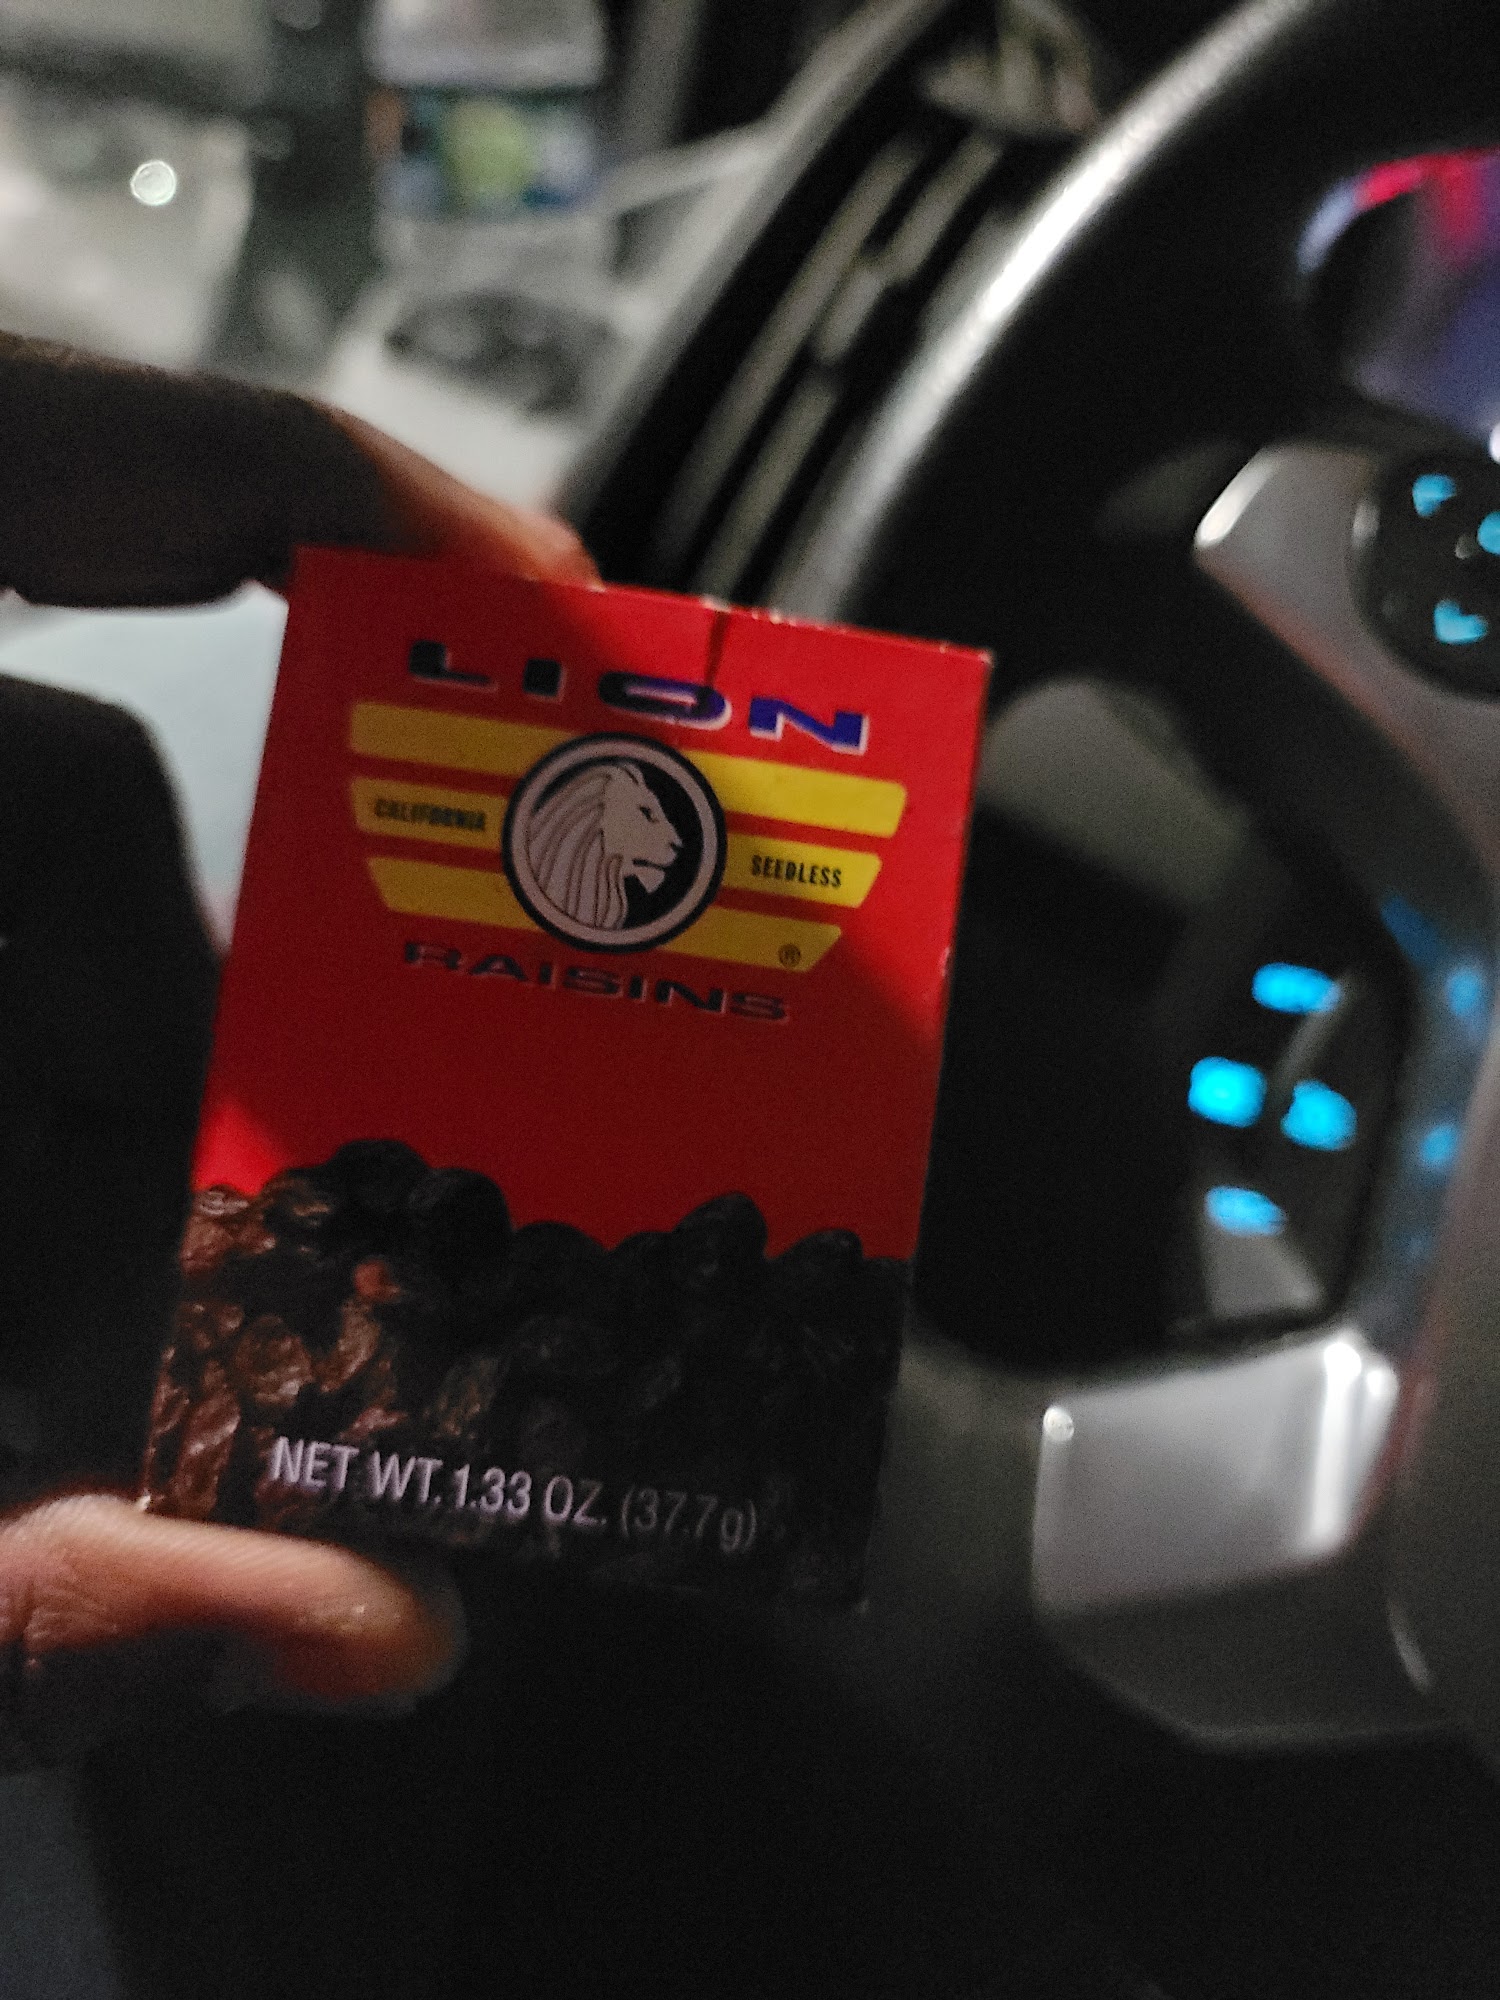 LION
CALIFORNIA SEEDLESS
®
RAISINS
NET WT. 1.33 OZ. (37.7g)